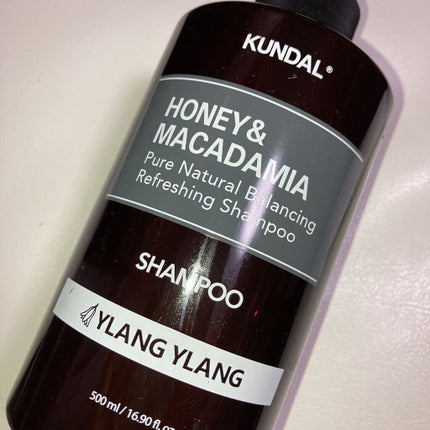 KUNDAL®
HONEY&
MACADAMIA
Pure Natural Balancing
Refreshing Shampoo
SHAMPOO
YLANG YLANG
500 ml / 16.90 fl.oz